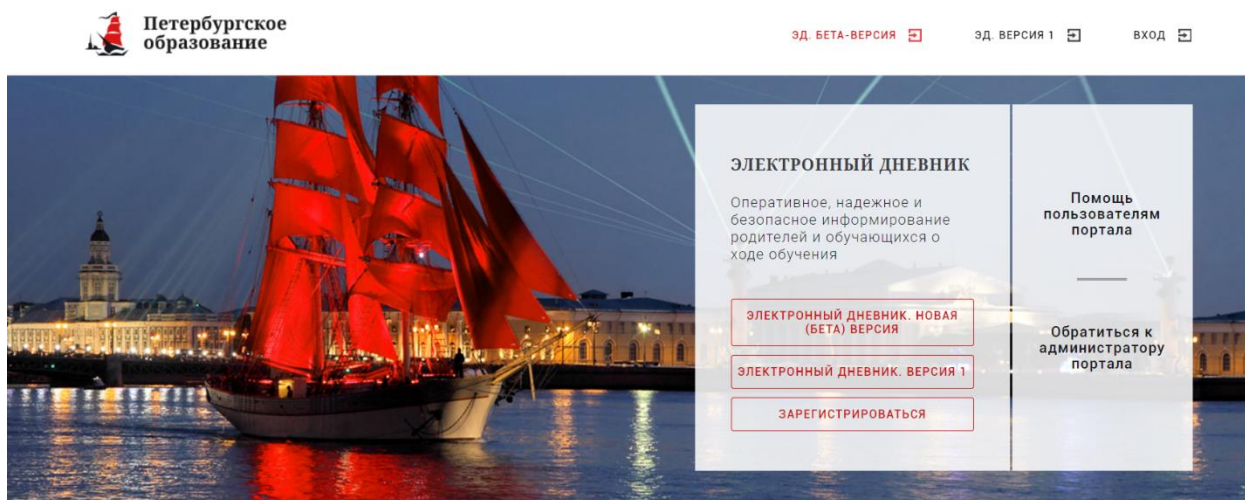 Петербургское
образование
ЭД. БЕТА-ВЕРСИЯ
ЭД. ВЕРСИЯ 1
ВХОД
ЭЛЕКТРОННЫЙ ДНЕВНИК
Оперативное, надежное и
безопасное информирование
родителей и обучающихся о
ходе обучения
ЭЛЕКТРОННЫЙ ДНЕВНИК. НОВАЯ
(БЕТА) ВЕРСИЯ
ЭЛЕКТРОННЫЙ ДНЕВНИК. ВЕРСИЯ 1
ЗАРЕГИСТРИРОВАТЬСЯ
Помощь
пользователям
портала
Обратиться к
администратору
портала